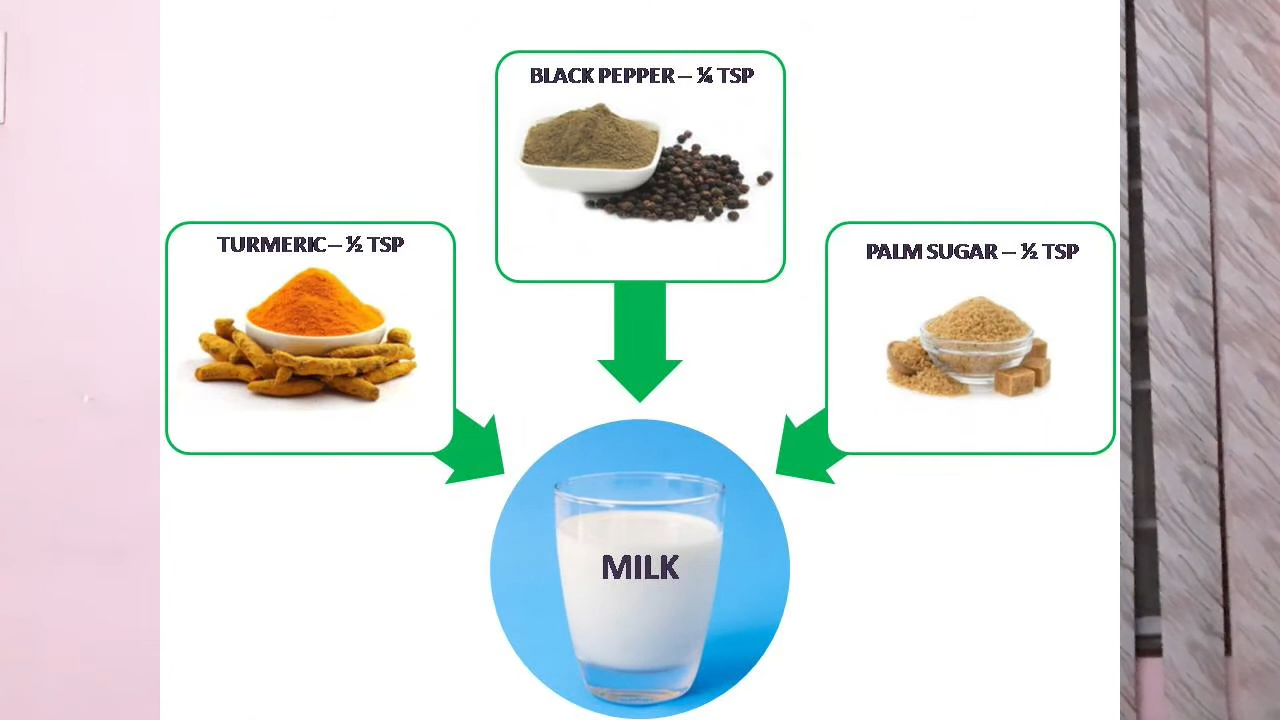 BLACK PEPPER – ¼ TSP
TURMERIC – ½ TSP
PALM SUGAR – ½ TSP
MILK